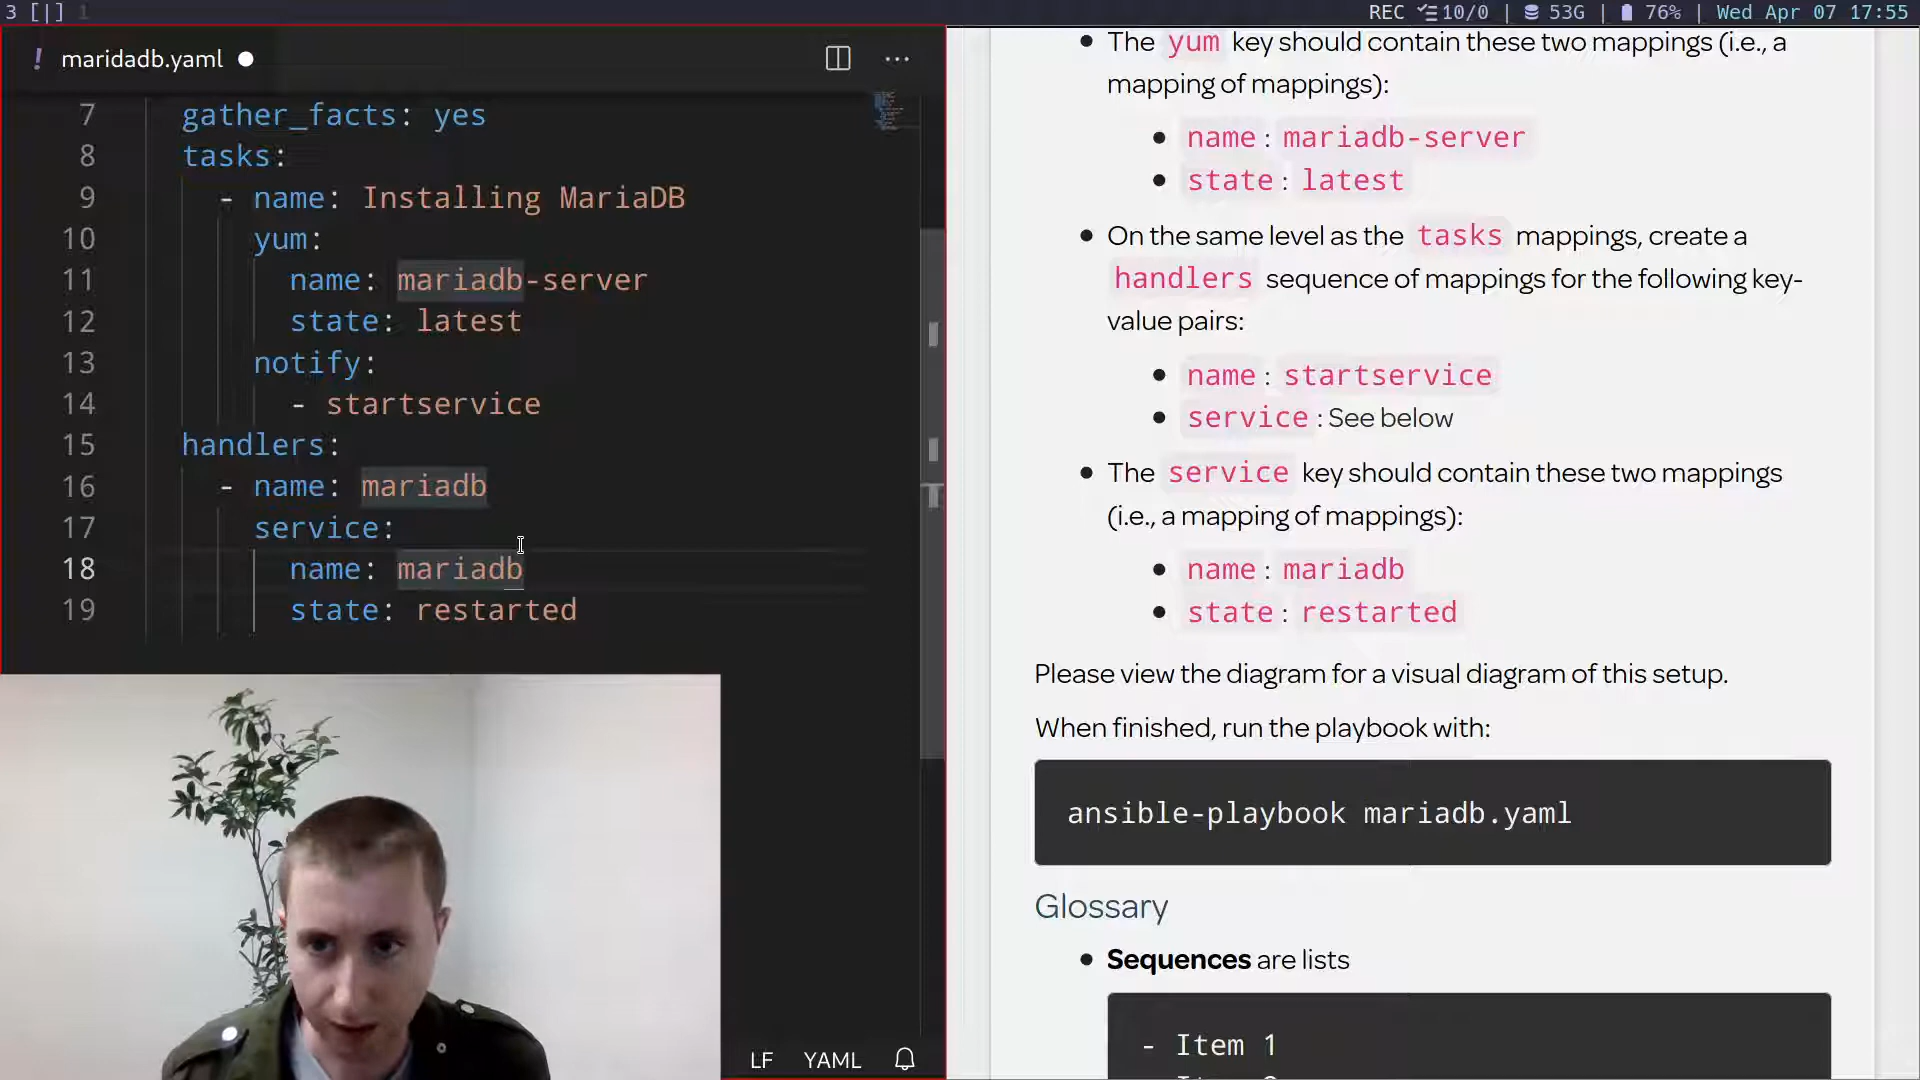 3 [|] 1
REC 10/0 | 53G | 76% | Wed Apr 07 17:55
! maridadb.yaml ● ⋯
7 gather_facts: yes
8 tasks:
9 - name: Installing MariaDB
10 yum:
11 name: mariadb-server
12 state: latest
13 notify:
14 - startservice
15 handlers:
16 - name: mariadb
17 service:
18 name: mariadb
19 state: restarted
LF YAML
• The yum key should contain these two mappings (i.e., a
mapping of mappings):
• name : mariadb-server
• state : latest
• On the same level as the tasks mappings, create a
handlers sequence of mappings for the following key-
value pairs:
• name : startservice
• service : See below
• The service key should contain these two mappings
(i.e., a mapping of mappings):
• name : mariadb
• state : restarted
Please view the diagram for a visual diagram of this setup.
When finished, run the playbook with:
ansible-playbook mariadb.yaml
Glossary
• Sequences are lists
- Item 1